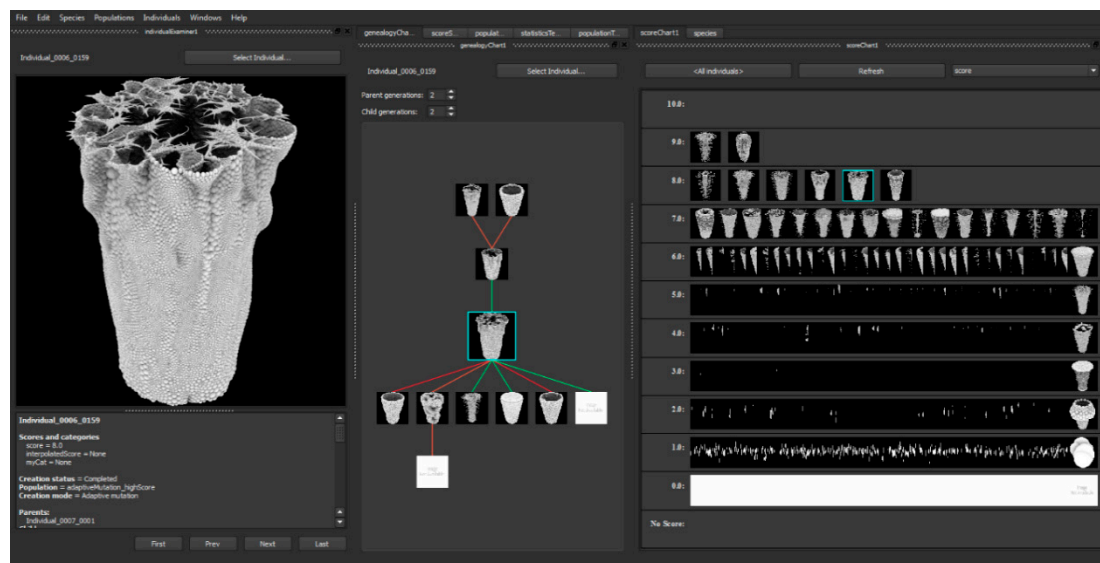 File Edit Species Populations Individuals Windows Help
individualExaminer1
Individual_0006_0159
Select Individual...
Individual_0006_0159
Scores and categories
score = 8.0
interpolatedScore = None
myCat = None
Creation status = Completed
Population = adaptiveMutation_highScore
Creation mode = Adaptive mutation
Parents:
Individual_0007_0001
First Prev Next Last
genealogyCha... scoreS... populat... statisticsTe... populationT...
genealogyChart1
Individual_0006_0159
Select Individual...
Parent generations: 2
Child generations: 2
scoreChart1 species
scoreChart1
<All individuals> Refresh score
10.0:
9.0:
8.0:
7.0:
6.0:
5.0:
4.0:
3.0:
2.0:
1.0:
0.0:
No Score: